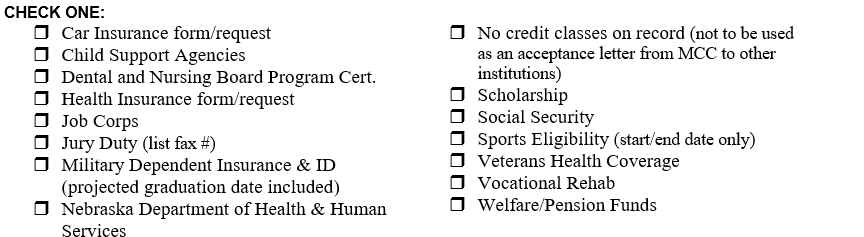 CHECK ONE:
Car Insurance form/request
Child Support Agencies
Dental and Nursing Board Program Cert.
Health Insurance form/request
Job Corps
Jury Duty (list fax #)
Military Dependent Insurance & ID
(projected graduation date included)
Nebraska Department of Health & Human
Services
No credit classes on record (not to be used
as an acceptance letter from MCC to other
institutions)
Scholarship
Social Security
Sports Eligibility (start/end date only)
Veterans Health Coverage
Vocational Rehab
Welfare/Pension Funds